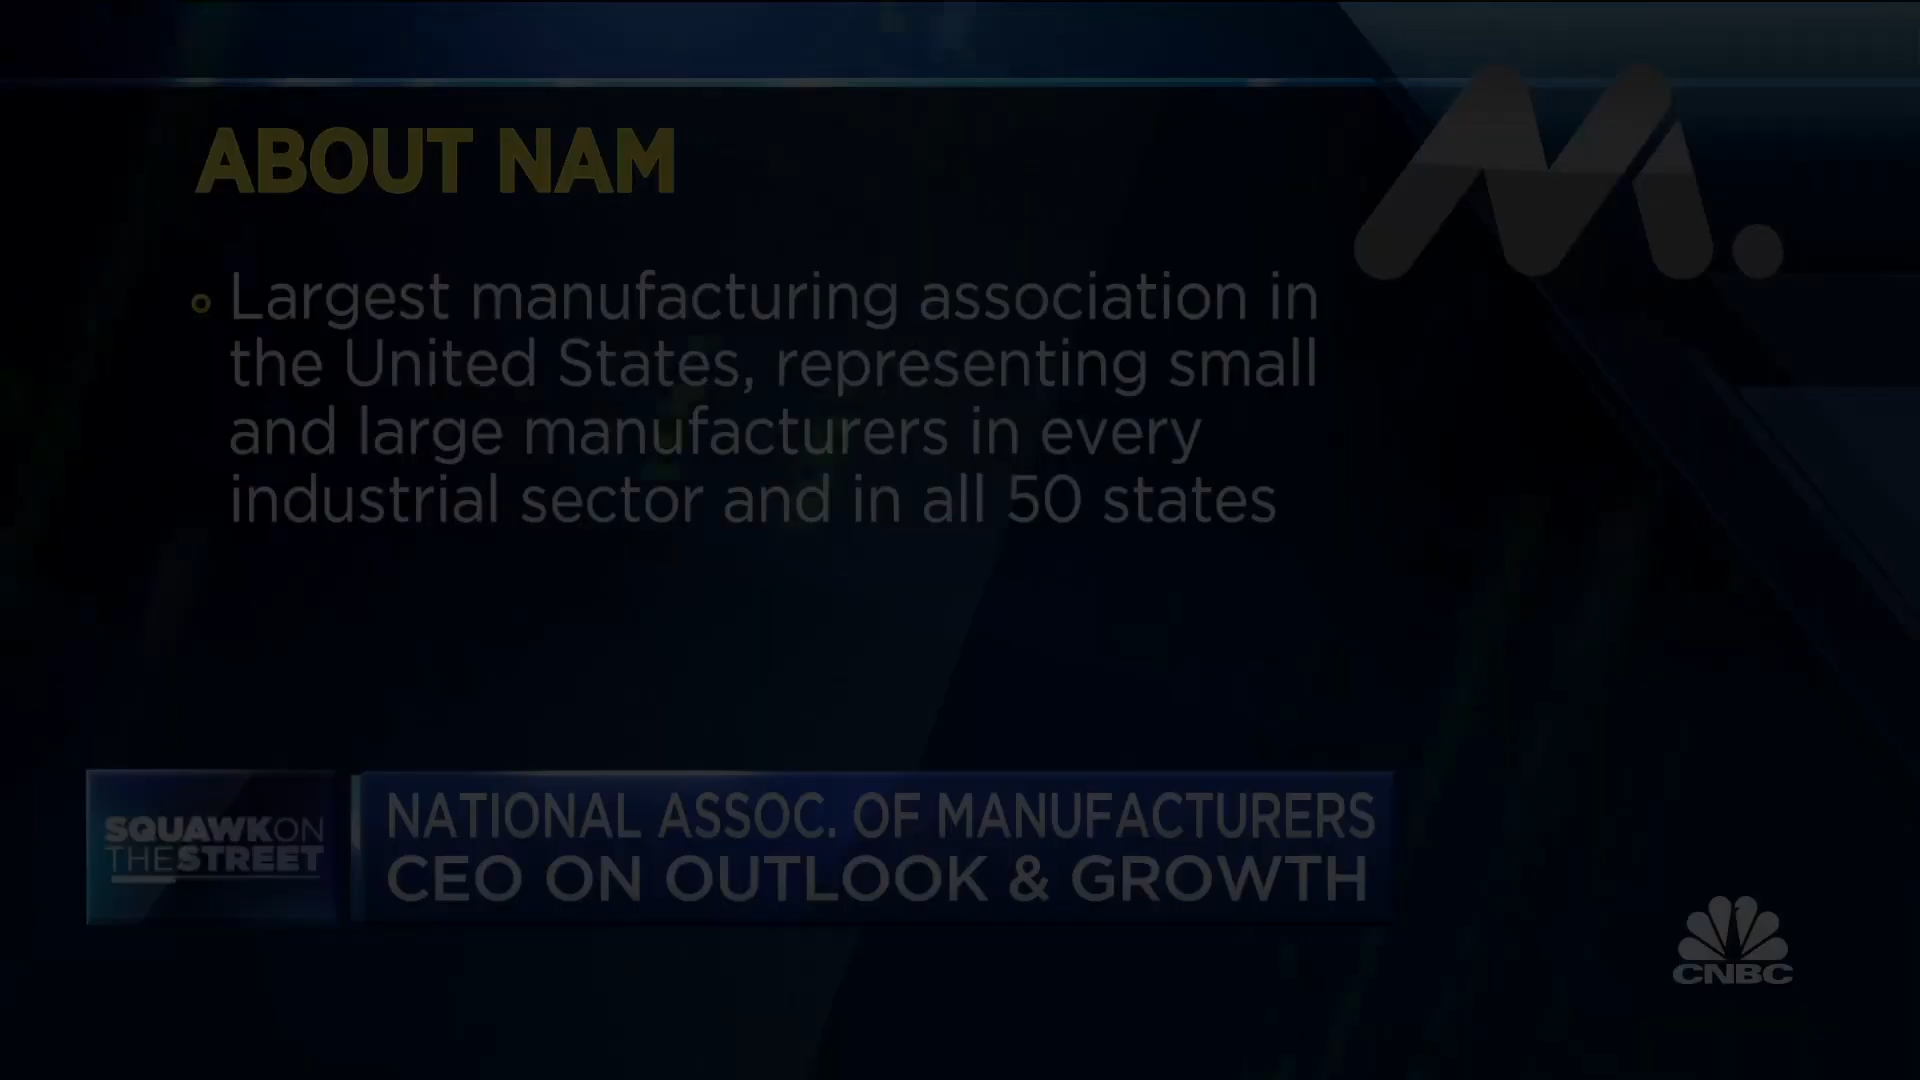 ABOUT NAM
M.
Largest manufacturing association in
the United States, representing small
and large manufacturers in every
industrial sector and in all 50 states
SQUAWK ON
THE STREET
NATIONAL ASSOC. OF MANUFACTURERS
CEO ON OUTLOOK & GROWTH
CNBC